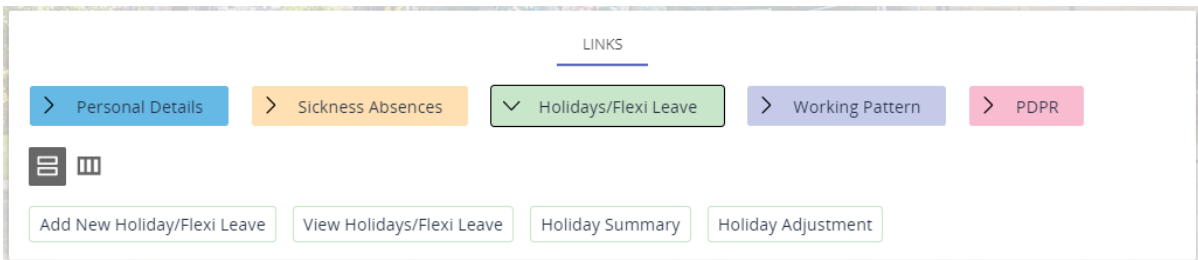 LINKS
Personal Details Sickness Absences Holidays/Flexi Leave Working Pattern PDPR
Add New Holiday/Flexi Leave View Holidays/Flexi Leave Holiday Summary Holiday Adjustment